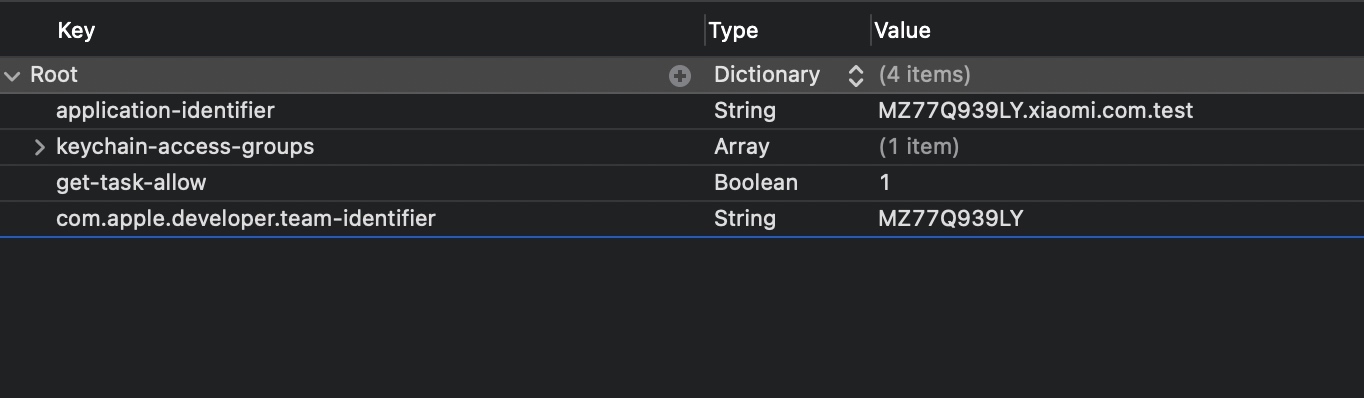 Key Type Value
Root Dictionary (4 items)
application-identifier String MZ77Q939LY.xiaomi.com.test
keychain-access-groups Array (1 item)
get-task-allow Boolean 1
com.apple.developer.team-identifier String MZ77Q939LY